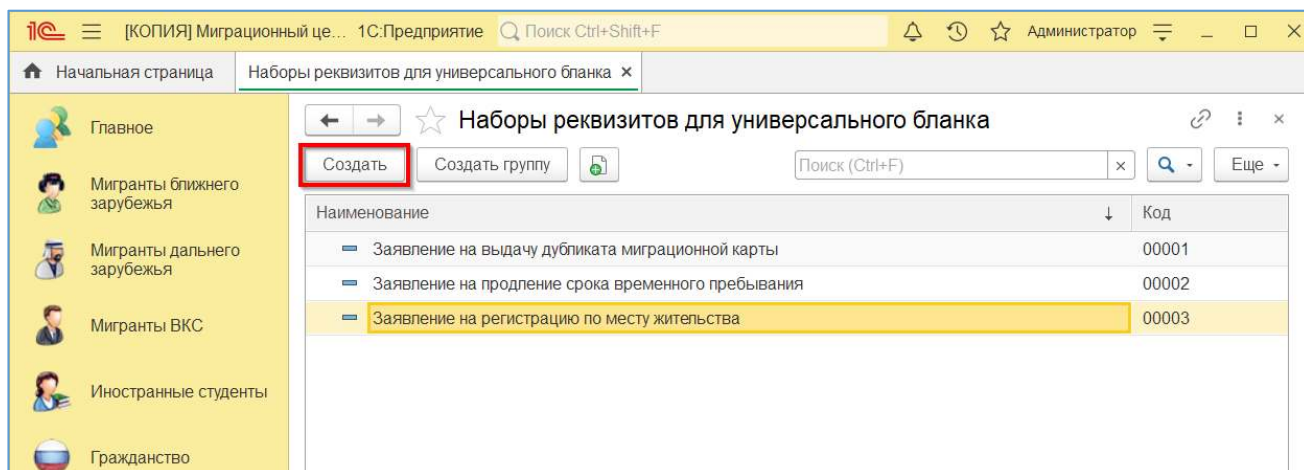 1С [КОПИЯ] Миграционный це... 1С:Предприятие Поиск Ctrl+Shift+F Администратор
Начальная страница Наборы реквизитов для универсального бланка ×
Главное
Мигранты ближнего
зарубежья
Мигранты дальнего
зарубежья
Мигранты ВКС
Иностранные студенты
Гражданство
Наборы реквизитов для универсального бланка
Создать Создать группу Поиск (Ctrl+F) × Еще
Наименование ↓ Код
Заявление на выдачу дубликата миграционной карты 00001
Заявление на продление срока временного пребывания 00002
Заявление на регистрацию по месту жительства 00003